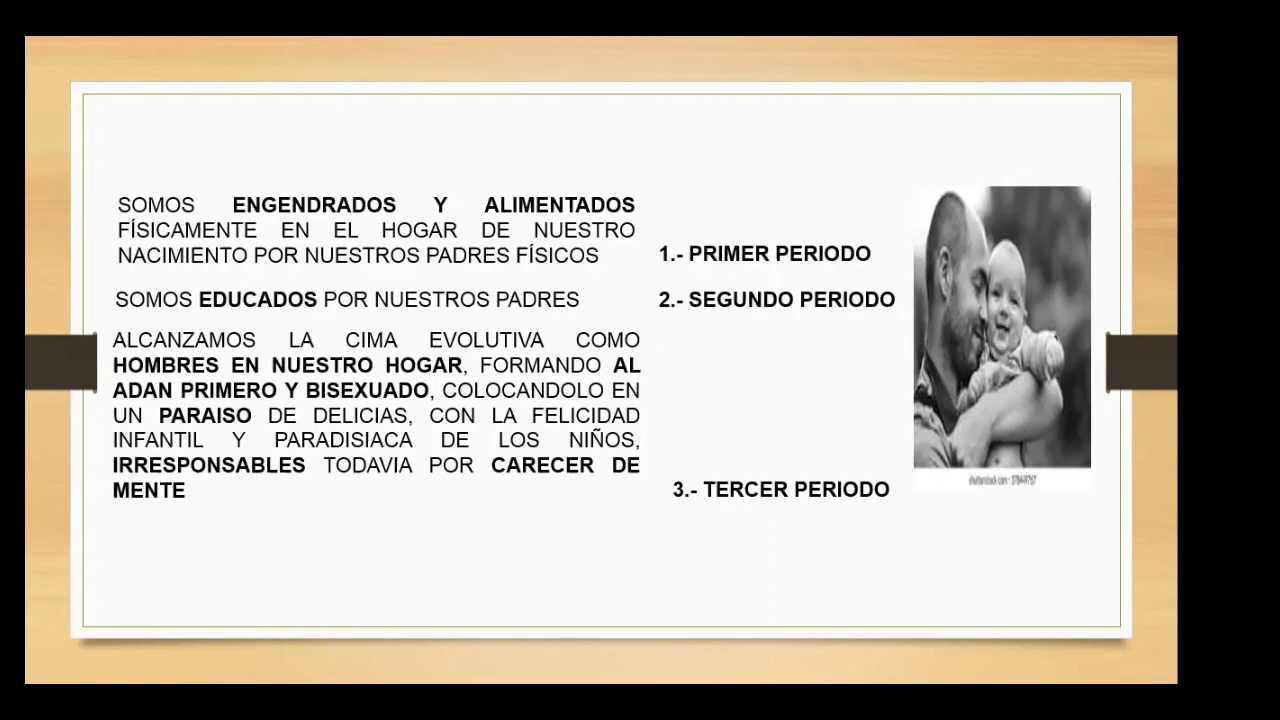 SOMOS ENGENDRADOS Y ALIMENTADOS
FÍSICAMENTE EN EL HOGAR DE NUESTRO
NACIMIENTO POR NUESTROS PADRES FÍSICOS
1.- PRIMER PERIODO
SOMOS EDUCADOS POR NUESTROS PADRES
2.- SEGUNDO PERIODO
ALCANZAMOS LA CIMA EVOLUTIVA COMO
HOMBRES EN NUESTRO HOGAR, FORMANDO AL
ADAN PRIMERO Y BISEXUADO, COLOCANDOLO EN
UN PARAISO DE DELICIAS, CON LA FELICIDAD
INFANTIL Y PARADISIACA DE LOS NIÑOS,
IRRESPONSABLES TODAVIA POR CARECER DE
MENTE
3.- TERCER PERIODO